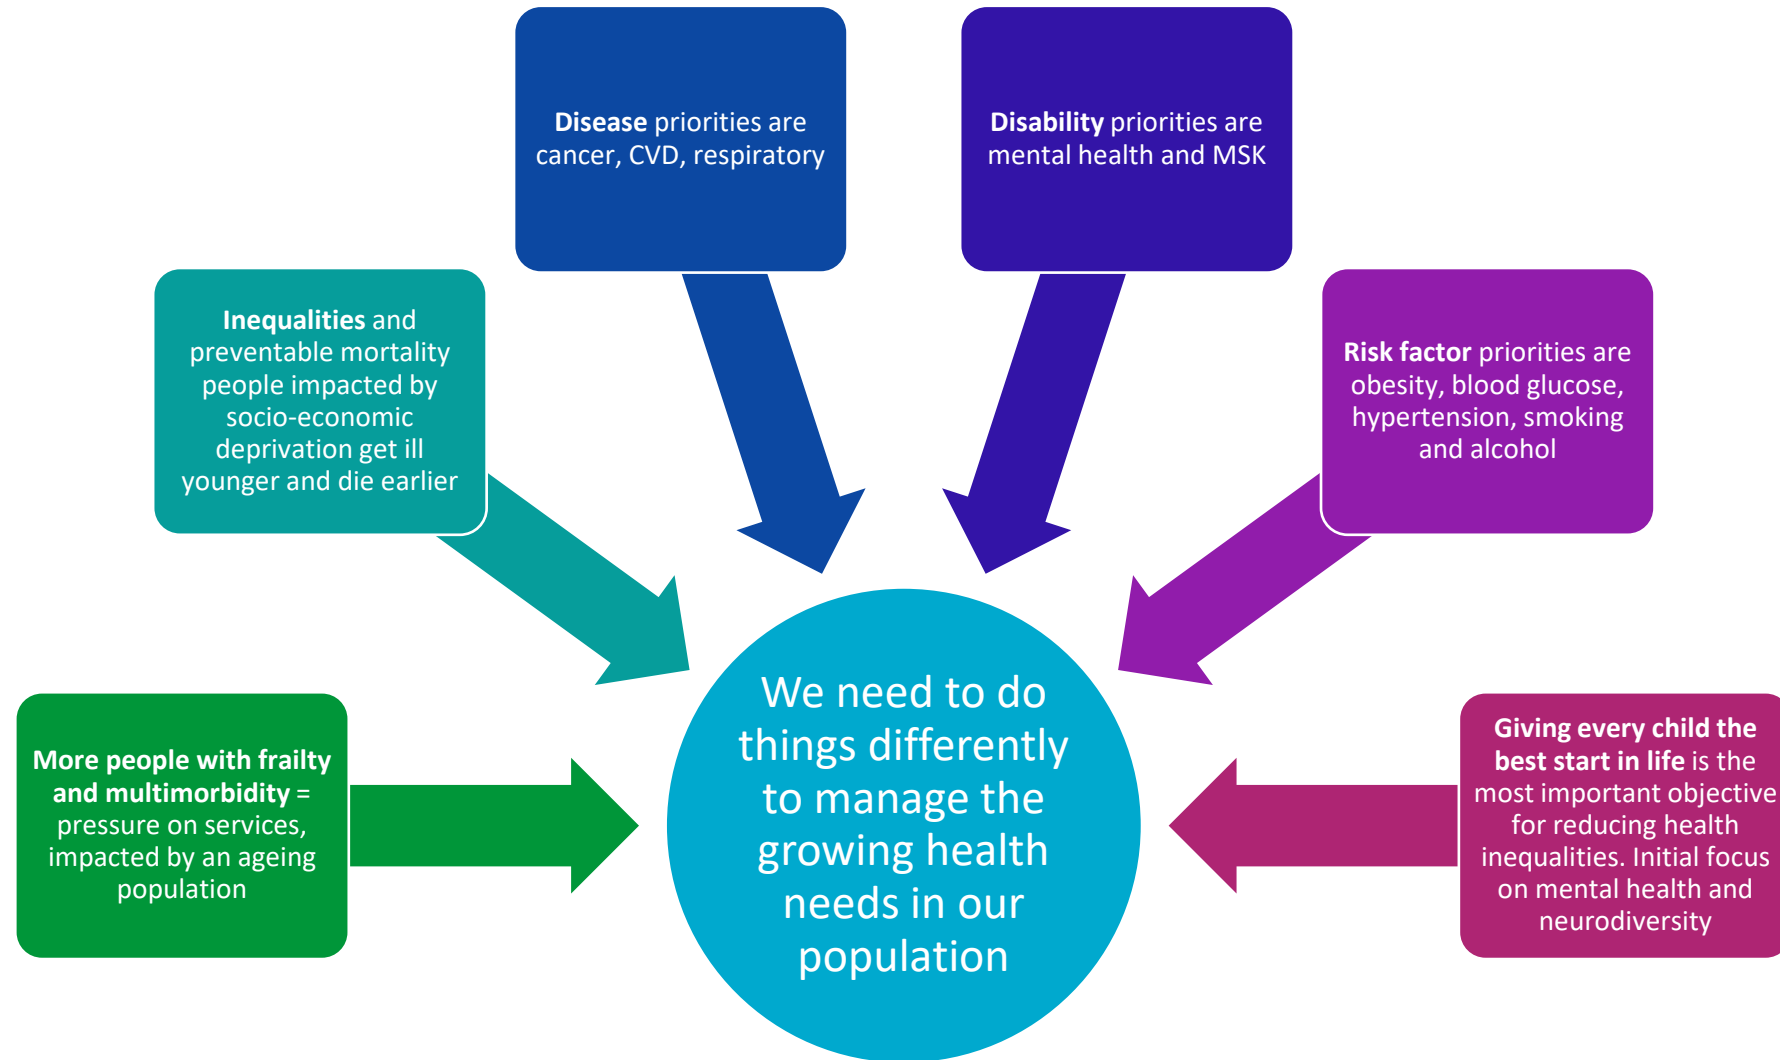 Disease priorities are
cancer, CVD, respiratory
Disability priorities are
mental health and MSK
Inequalities and
preventable mortality
people impacted by
socio-economic
deprivation get ill
younger and die earlier
Risk factor priorities are
obesity, blood glucose,
hypertension, smoking
and alcohol
More people with frailty
and multimorbidity =
pressure on services,
impacted by an ageing
population
We need to do
things differently
to manage the
growing health
needs in our
population
Giving every child the
best start in life is the
most important objective
for reducing health
inequalities. Initial focus
on mental health and
neurodiversity